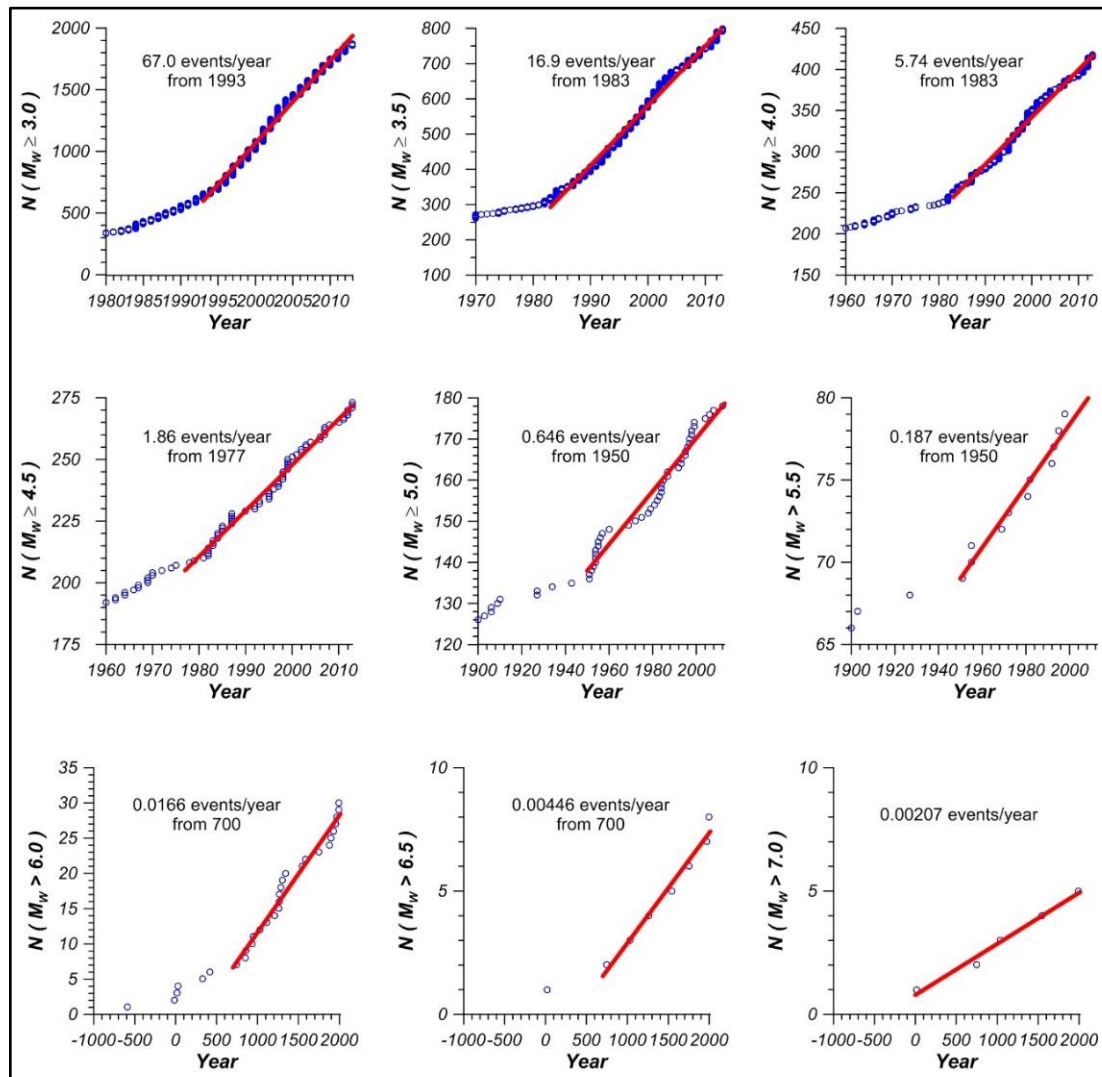 2000
1500
1000
500
0
N ( M_W ≥ 3.0 )
67.0 events/year
from 1993
1980 1985 1990 1995 2000 2005 2010
Year
800
700
600
500
400
300
200
100
N ( M_W ≥ 3.5 )
16.9 events/year
from 1983
1970 1980 1990 2000 2010
Year
450
400
350
300
250
200
150
N ( M_W ≥ 4.0 )
5.74 events/year
from 1983
1960 1970 1980 1990 2000 2010
Year
275
250
225
200
175
N ( M_W ≥ 4.5 )
1.86 events/year
from 1977
1960 1970 1980 1990 2000 2010
Year
180
170
160
150
140
130
120
N ( M_W ≥ 5.0 )
0.646 events/year
from 1950
1900 1920 1940 1960 1980 2000
Year
80
75
70
65
N ( M_W > 5.5 )
0.187 events/year
from 1950
1900 1920 1940 1960 1980 2000
Year
35
30
25
20
15
10
5
0
N ( M_W > 6.0 )
0.0166 events/year
from 700
-1000 -500 0 500 1000 1500 2000
Year
10
5
0
N ( M_W > 6.5 )
0.00446 events/year
from 700
-1000 -500 0 500 1000 1500 2000
Year
10
5
0
N ( M_W > 7.0 )
0.00207 events/year
-1000 -500 0 500 1000 1500 2000
Year